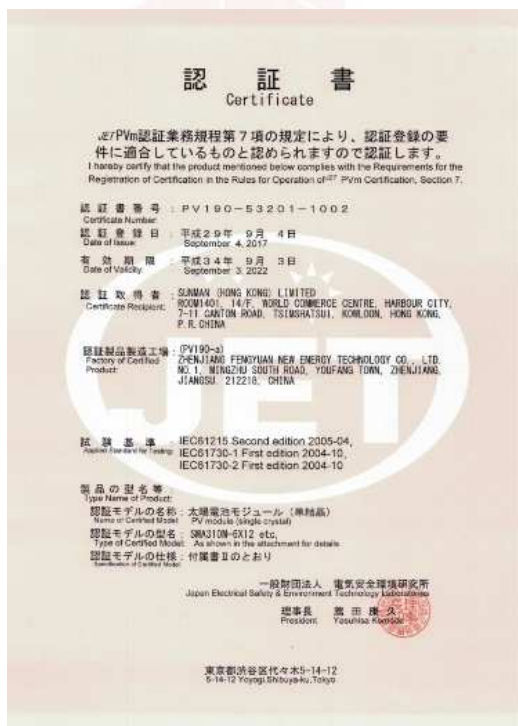 認証書
Certificate
JET PVm認証業務規程第7項の規定により、認証登録の要
件に適合しているものと認められますので認証します。
I hereby certify that the product mentioned below complies with the Requirements for the
Registration of Certification in the Rules for Operation of JET PVm Certification, Section 7.
認証書番号 : PV190-53201-1002
Certificate Number
認証登録日 : 平成29年 9月 4日
Date of Issue: September 4, 2017
有効期限 : 平成34年 9月 3日
Date of Validity: September 3, 2022
認証取得者 : SUNMAN (HONG KONG) LIMITED
Certificate Recipient: ROOM1401, 14/F, WORLD COMMERCE CENTRE, HARBOUR CITY,
7-11 CANTON ROAD, TSIMSHATSUI, KOWLOON, HONG KONG,
P.R.CHINA
認証製品製造工場 : (PV190-a)
Factory of Certified ZHENJIANG FENGYUAN NEW ENERGY TECHNOLOGY CO., LTD.
Product: NO.1, MINGZHU SOUTH ROAD, YOUFANG TOWN, ZHENJIANG,
JIANGSU, 212218, CHINA
JET
試験基準 : IEC61215 Second edition 2005-04,
Applied Standard for Testing: IEC61730-1 First edition 2004-10,
IEC61730-2 First edition 2004-10
製品の型名等 :
Type Name of Product:
認証モデルの名称 : 太陽電池モジュール (単結晶)
Name of Certified Model: PV module (single crystal)
認証モデルの型名 : SMA310M-6X12 etc.
Type of Certified Model: As shown in the attachment for details
認証モデルの仕様 : 付属書Ⅱのとおり
Specification of Certified Model
一般財団法人 電気安全環境研究所
Japan Electrical Safety & Environment Technology Laboratories
理事長 薦田康久
President Yasuhisa Komoda
東京都渋谷区代々木5-14-12
5-14-12 Yoyogi, Shibuya-ku, Tokyo